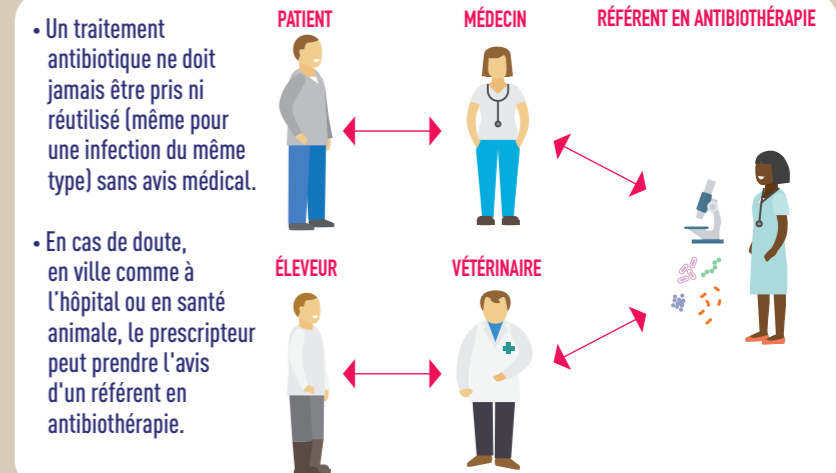 • Un traitement
antibiotique ne doit
jamais être pris ni
réutilisé (même pour
une infection du même
type) sans avis médical.
• En cas de doute,
en ville comme à
l'hôpital ou en santé
animale, le prescripteur
peut prendre l'avis
d'un référent en
antibiothérapie.
PATIENT
MÉDECIN
RÉFÉRENT EN ANTIBIOTHÉRAPIE
ÉLEVEUR
VÉTÉRINAIRE